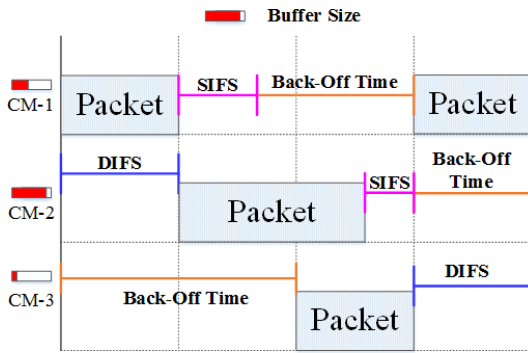 Buffer Size
CM-1
Packet
SIFS
Back-Off Time
Packet
DIFS
CM-2
Packet
SIFS
Back-Off
Time
CM-3
Back-Off Time
Packet
DIFS